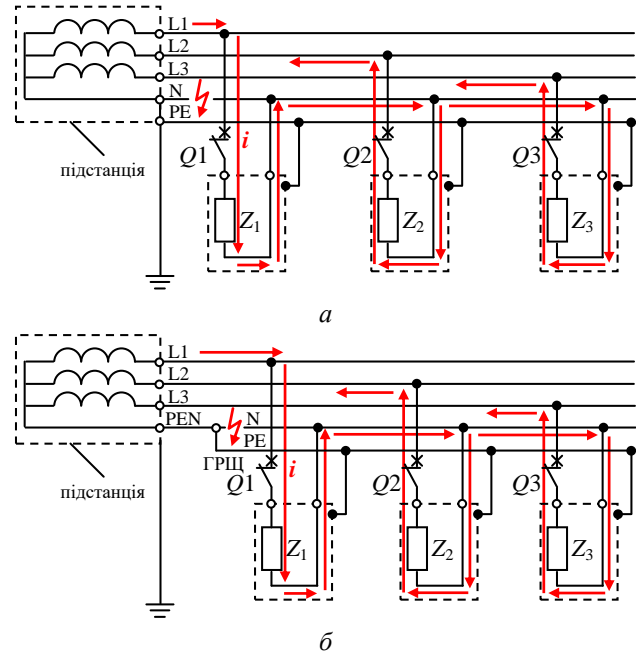 L1
L2
L3
N
PE
підстанція
Q1
i
Q2
Q3
Z1
Z2
Z3
а
L1
L2
L3
PEN
N
PE
ГРЩ
підстанція
Q1
i
Q2
Q3
Z1
Z2
Z3
б